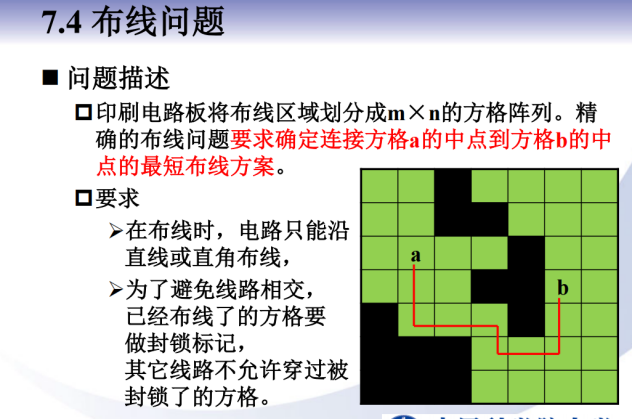 7.4 布线问题
■ 问题描述
印刷电路板将布线区域划分成m×n的方格阵列。精
确的布线问题要求确定连接方格a的中点到方格b的中
点的最短布线方案。
要求
➢在布线时，电路只能沿
直线或直角布线，
➢为了避免线路相交，
已经布线了的方格要
做封锁标记，
其它线路不允许穿过被
封锁了的方格。
a
b